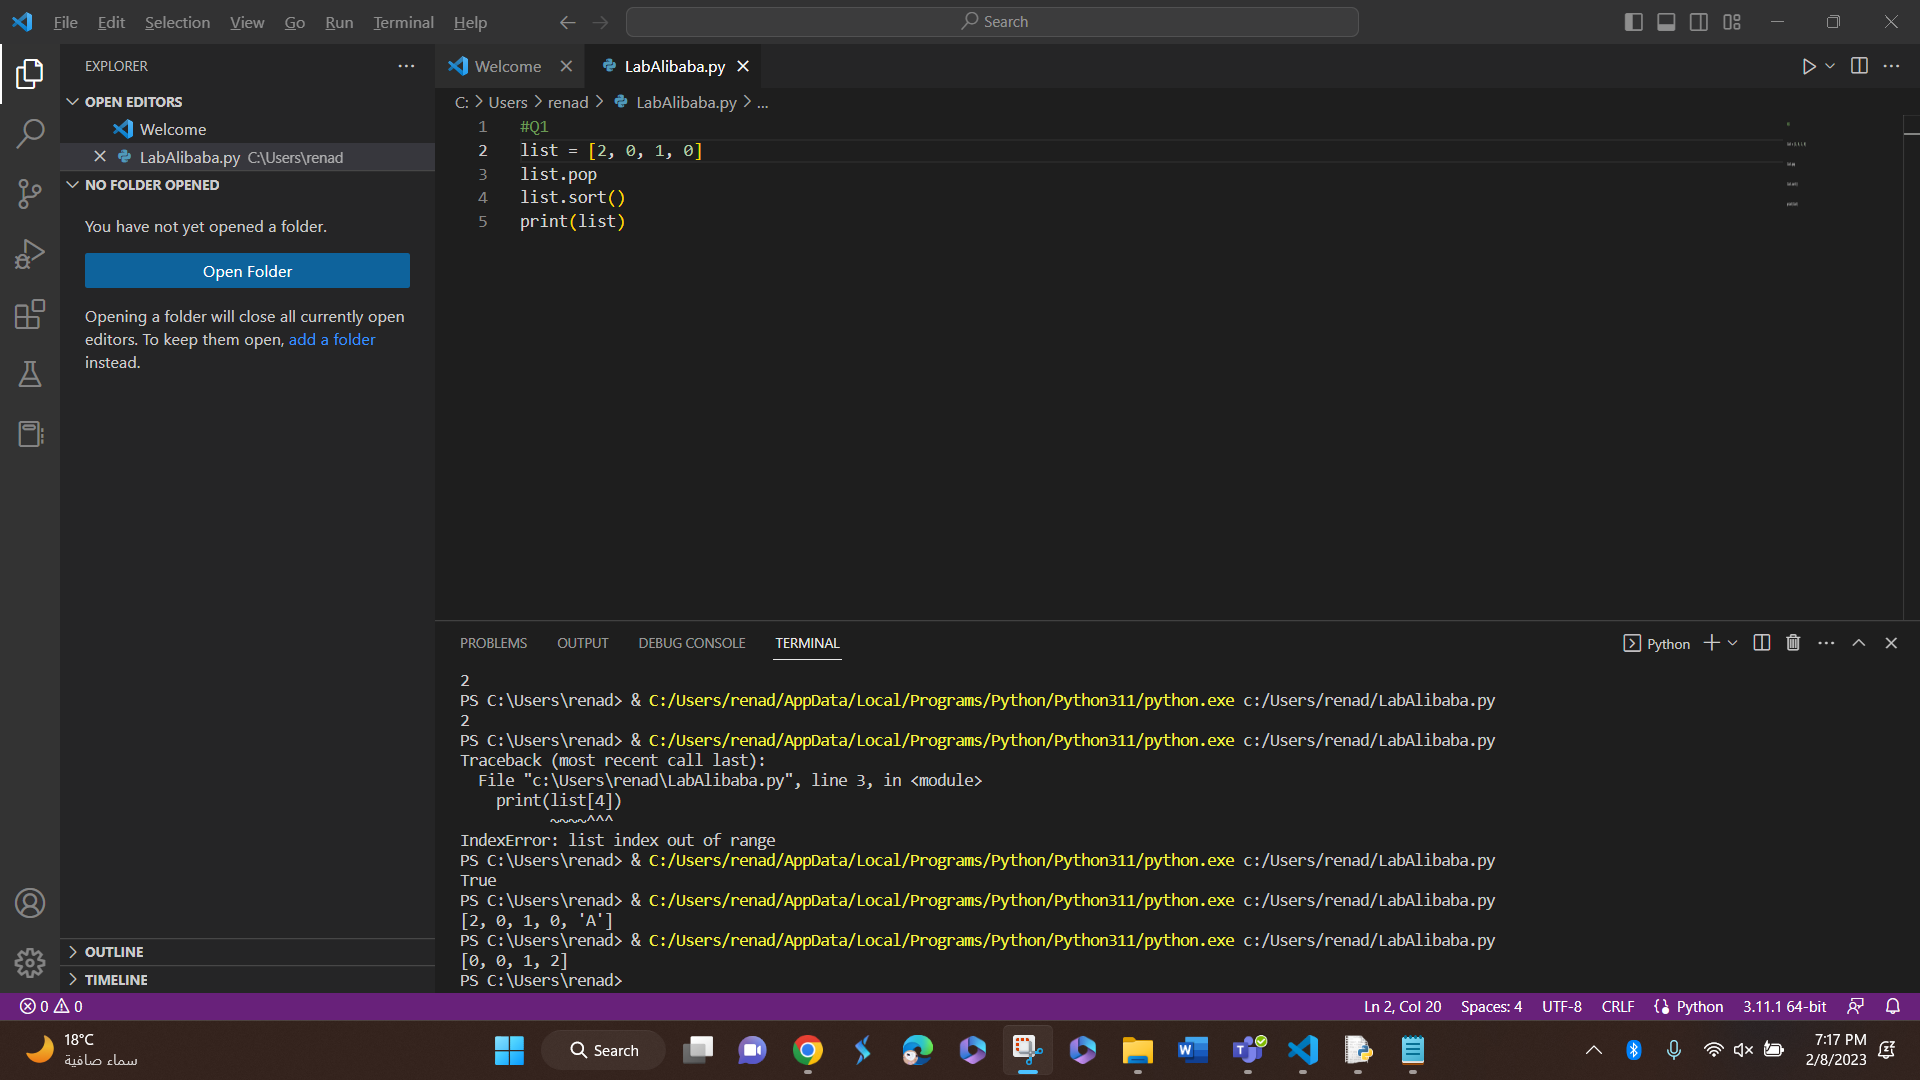 File Edit Selection View Go Run Terminal Help
Search
EXPLORER
OPEN EDITORS
Welcome
LabAlibaba.py C:\Users\renad
NO FOLDER OPENED
You have not yet opened a folder.
Open Folder
Opening a folder will close all currently open
editors. To keep them open, add a folder
instead.
OUTLINE
TIMELINE
Welcome
LabAlibaba.py
C: > Users > renad > LabAlibaba.py > ...
1 #Q1
2 list = [2, 0, 1, 0]
3 list.pop
4 list.sort()
5 print(list)
PROBLEMS OUTPUT DEBUG CONSOLE TERMINAL
Python
2
PS C:\Users\renad> & C:/Users/renad/AppData/Local/Programs/Python/Python311/python.exe c:/Users/renad/LabAlibaba.py
2
PS C:\Users\renad> & C:/Users/renad/AppData/Local/Programs/Python/Python311/python.exe c:/Users/renad/LabAlibaba.py
Traceback (most recent call last):
File "c:\Users\renad\LabAlibaba.py", line 3, in <module>
print(list[4])
~~~~^^^
IndexError: list index out of range
PS C:\Users\renad> & C:/Users/renad/AppData/Local/Programs/Python/Python311/python.exe c:/Users/renad/LabAlibaba.py
True
PS C:\Users\renad> & C:/Users/renad/AppData/Local/Programs/Python/Python311/python.exe c:/Users/renad/LabAlibaba.py
[2, 0, 1, 0, 'A']
PS C:\Users\renad> & C:/Users/renad/AppData/Local/Programs/Python/Python311/python.exe c:/Users/renad/LabAlibaba.py
[0, 0, 1, 2]
PS C:\Users\renad>
0 0
Ln 2, Col 20 Spaces: 4 UTF-8 CRLF Python 3.11.1 64-bit
18°C
سماء صافية
Search
7:17 PM
2/8/2023